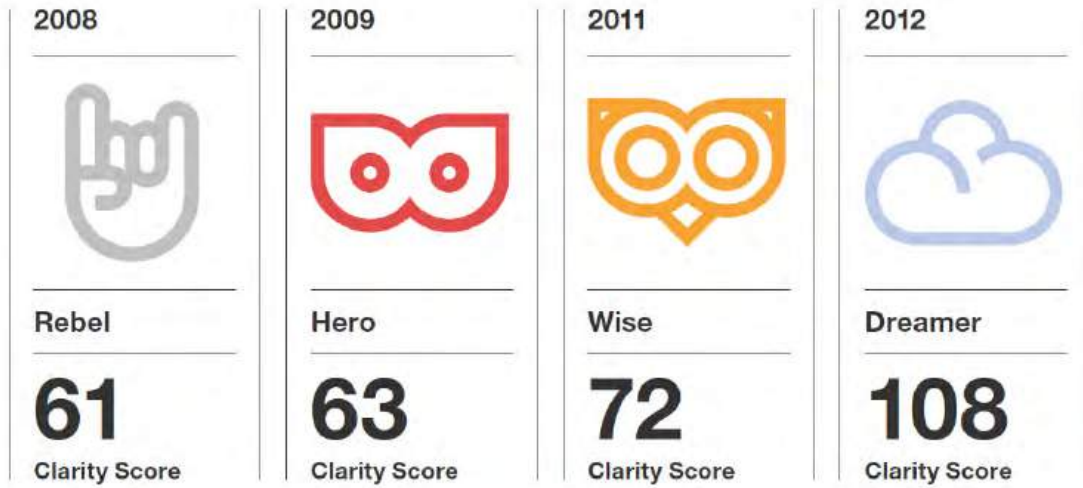 2008
Rebel
61
Clarity Score
2009
Hero
63
Clarity Score
2011
Wise
72
Clarity Score
2012
Dreamer
108
Clarity Score